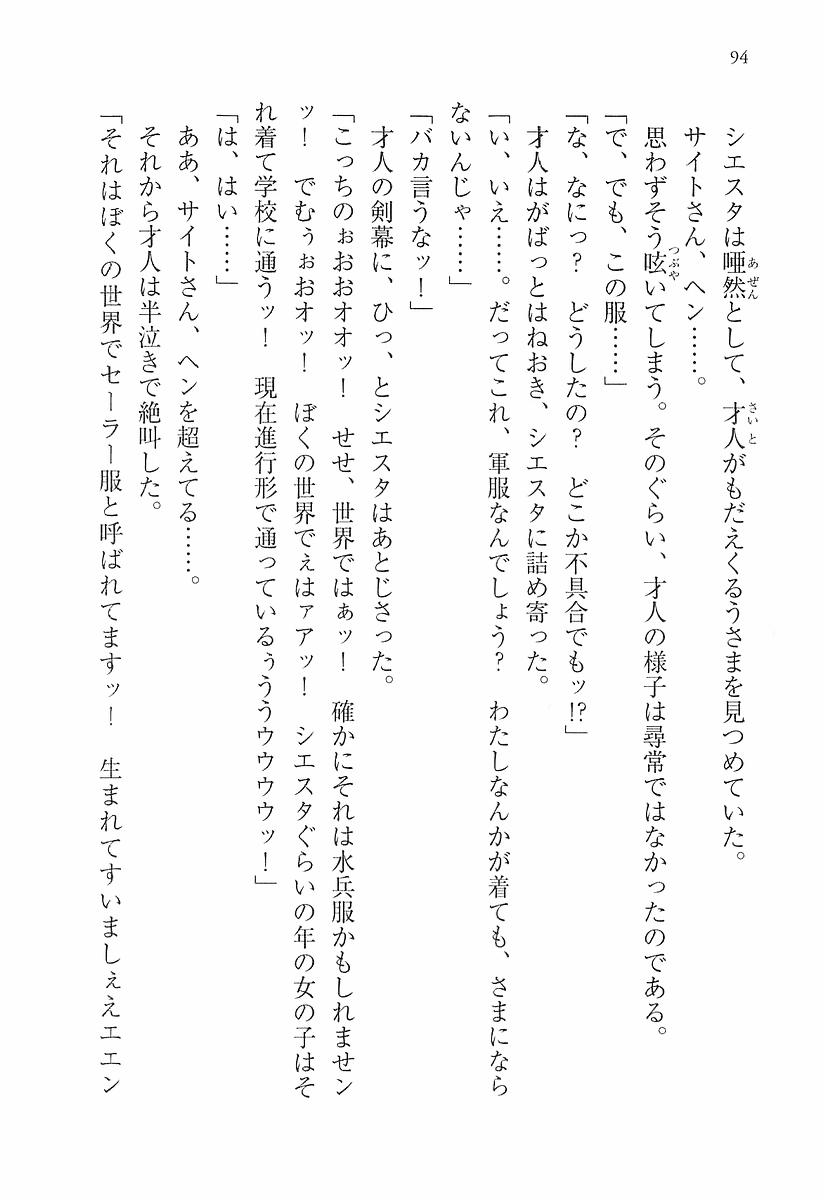 94
シエスタは唖然として、才人がもだえくるうさまを見つめていた。
サイトさん、ヘン……。
思わずそう呟いてしまう。そのぐらい、才人の様子は尋常ではなかったのである。
「で、でも、この服……」
「な、なにっ？　どうしたの？　どこか不具合でもッ!?」
才人はがばっとはねおき、シエスタに詰め寄った。
「い、いえ……。だってこれ、軍服なんでしょう？　わたしなんかが着ても、さまになら
ないんじゃ……」
「バカ言うなッ！」
才人の剣幕に、ひっ、とシエスタはあとじさった。
「こっちのぉおおオオッ！　せせ、世界ではぁッ！　確かにそれは水兵服かもしれませン
ッ！　でむぅぉおオッ！　ぼくの世界でぇはァアッ！　シエスタぐらいの年の女の子はそ
れ着て学校に通うッ！　現在進行形で通っているぅううウウウウッ！」
「は、はい……」
ああ、サイトさん、ヘンを超えてる……。
それから才人は半泣きで絶叫した。
「それはぼくの世界でセーラー服と呼ばれてますッ！　生まれてすいましぇえエエン